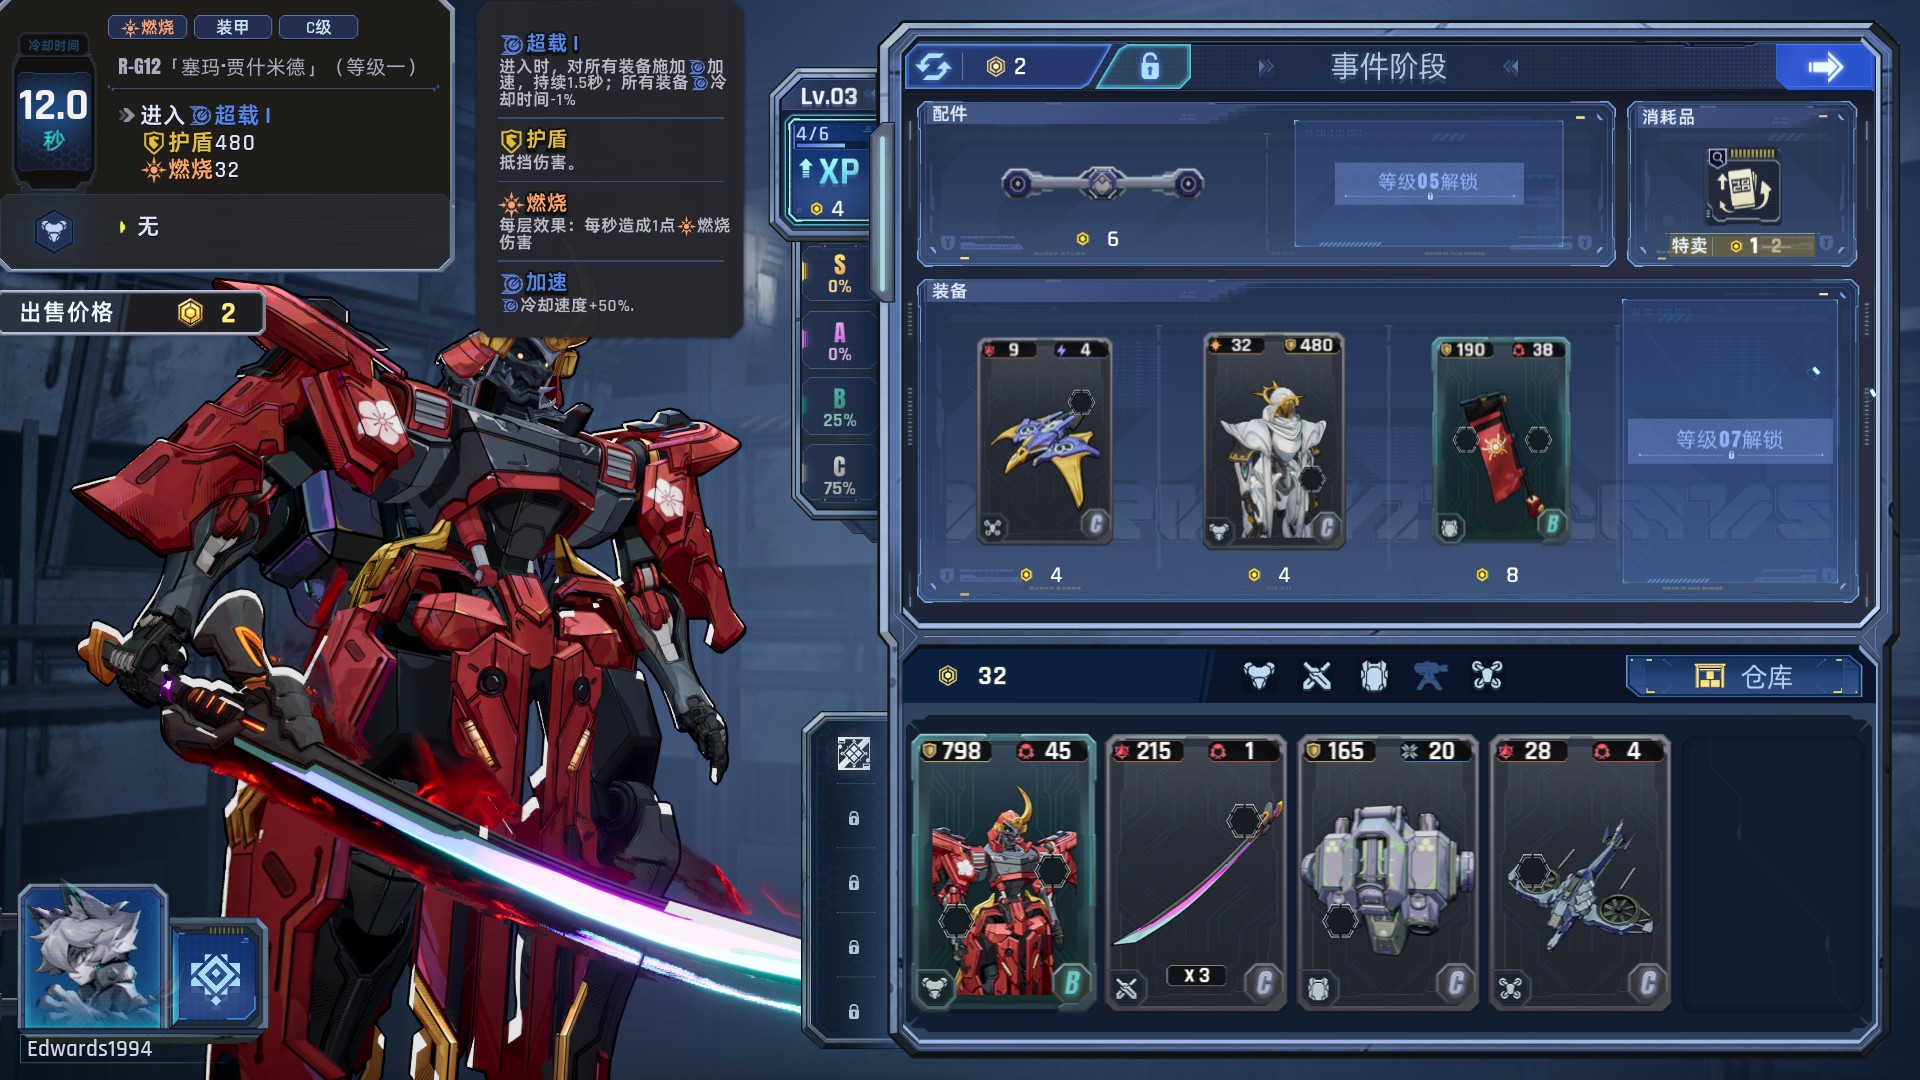 冷却时间
12.0
秒
燃烧
装甲
C级
R-G12「塞玛·贾什米德」（等级一）
进入 超载 I
护盾480
燃烧32
无
出售价格
2
超载 I
进入时，对所有装备施加 加
速，持续1.5秒；所有装备 冷
却时间-1%
护盾
抵挡伤害。
燃烧
每层效果：每秒造成1点 燃烧
伤害
加速
冷却速度+50%.
Lv.03
4/6
XP
4
S
0%
A
0%
B
25%
C
75%
2
事件阶段
配件
6
等级05解锁
消耗品
特卖
1 2
装备
9 4
C
4
32 480
C
4
190 38
B
8
等级07解锁
32
仓库
798 45
B
215 1
X 3
C
165 20
C
28 4
C
Edwards1994